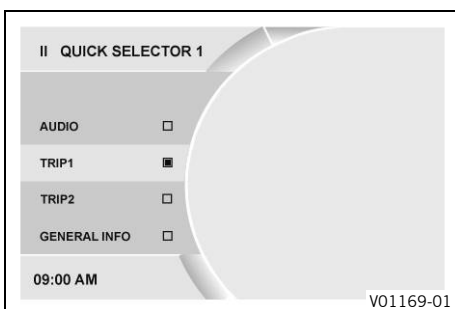 II QUICK SELECTOR 1
AUDIO
TRIP1
TRIP2
GENERAL INFO
09:00 AM
V01169-01